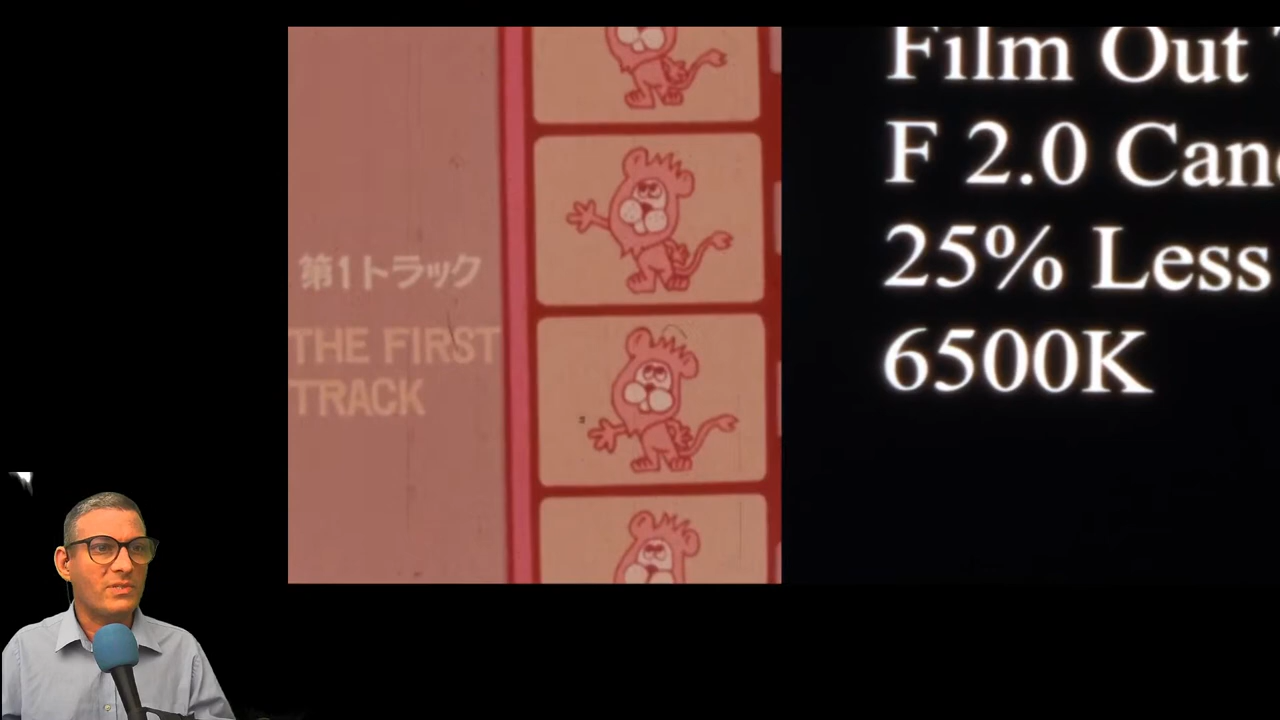 第1トラック
THE FIRST
TRACK
Film Out
F 2.0
25% Less
6500K